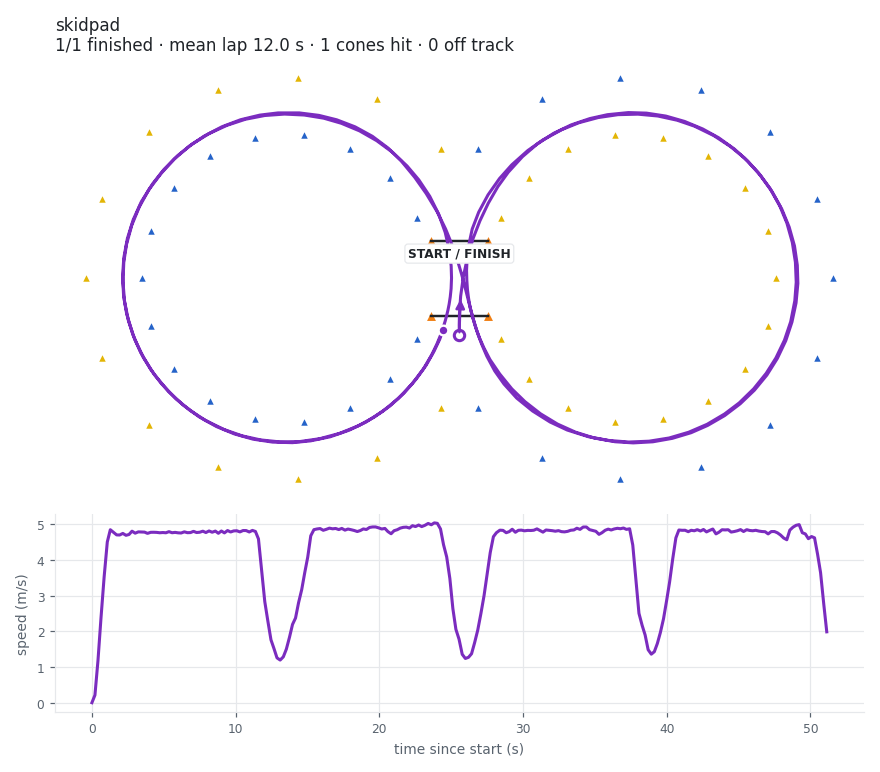 skidpad
1/1 finished · mean lap 12.0 s · 1 cones hit · 0 off track
START / FINISH
5
4
3
2
1
0
speed (m/s)
0 10 20 30 40 50
time since start (s)